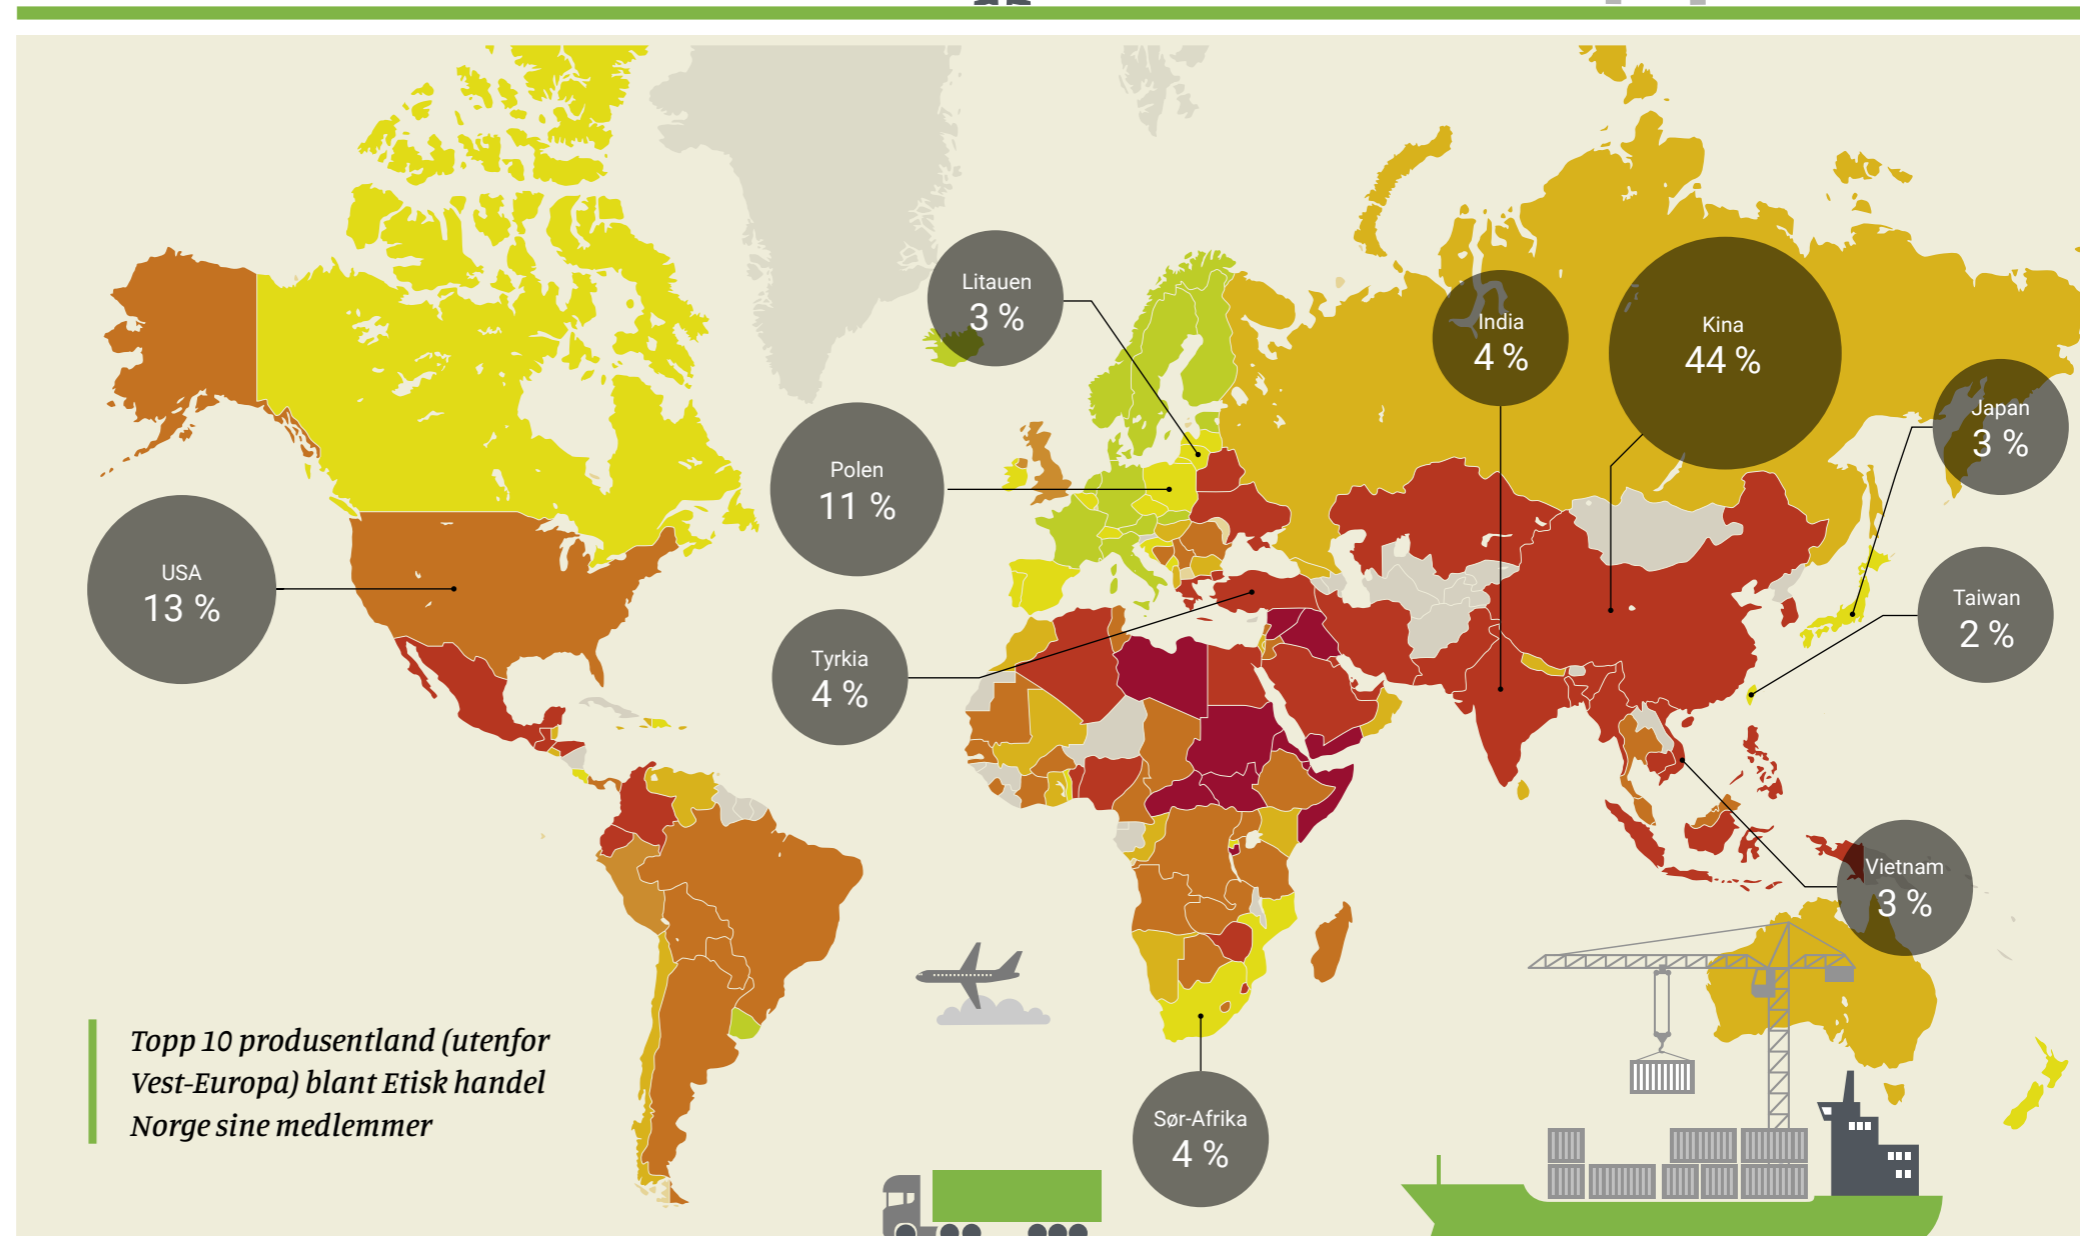 Litauen
3 %
India
4 %
Kina
44 %
Japan
3 %
Polen
11 %
USA
13 %
Taiwan
2 %
Tyrkia
4 %
Vietnam
3 %
Sør-Afrika
4 %
Topp 10 produsentland (utenfor
Vest-Europa) blant Etisk handel
Norge sine medlemmer